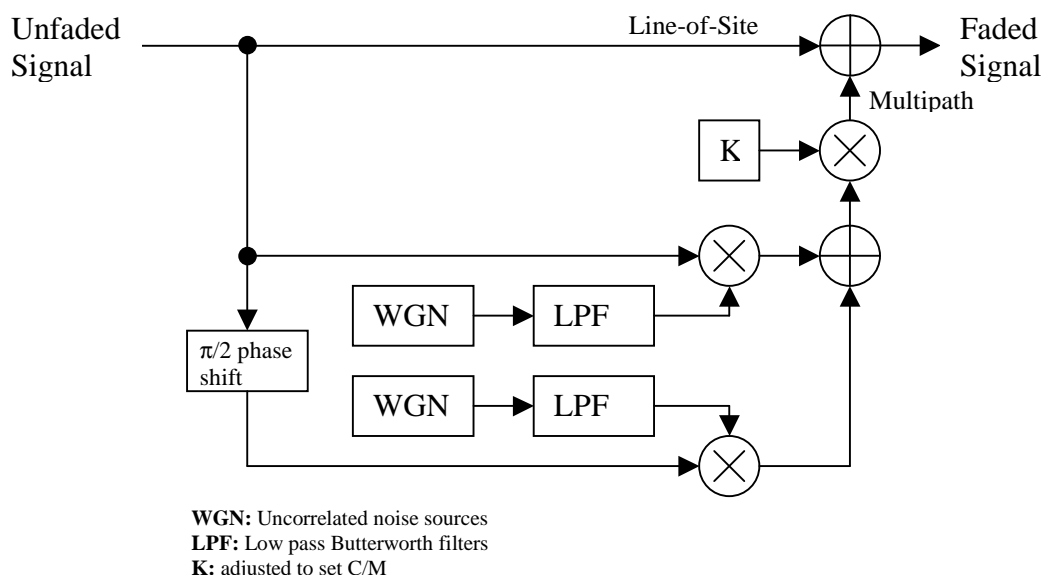 Unfaded
Signal
Line-of-Site
Faded
Signal
Multipath
K
WGN
LPF
π/2 phase
shift
WGN
LPF
WGN: Uncorrelated noise sources
LPF: Low pass Butterworth filters
K: adjusted to set C/M